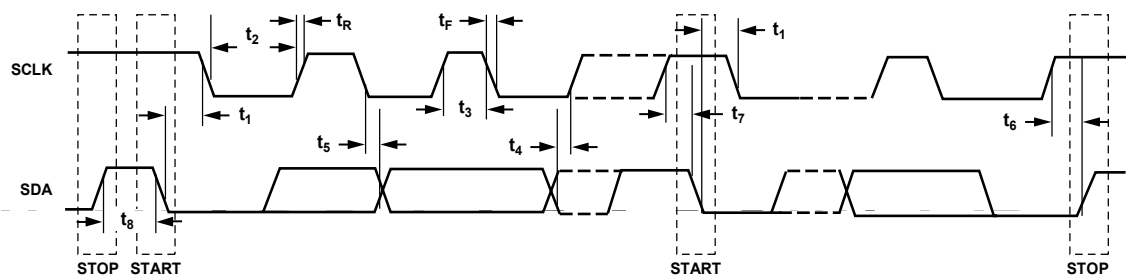 t2 tR tF t1
SCLK
t1 t3 t7
t5 t4 t6
SDA
t8
STOP START START STOP